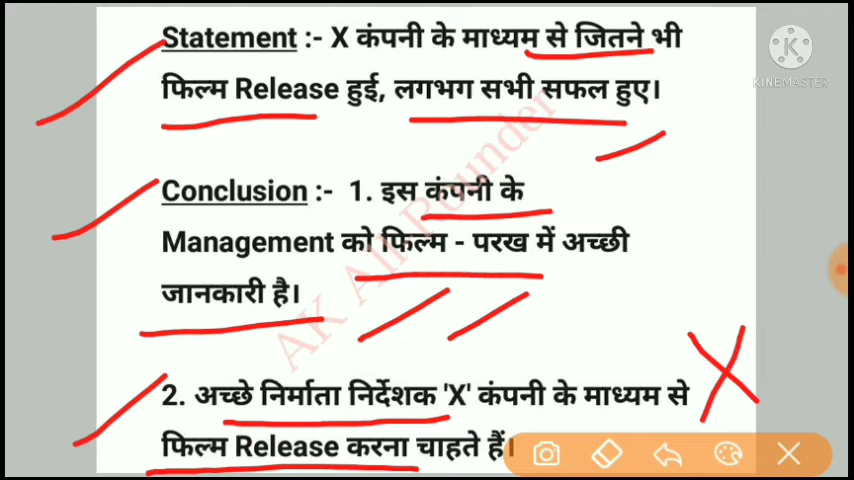 Statement :- X कंपनी के माध्यम से जितने भी
फिल्म Release हुई, लगभग सभी सफल हुए।
Conclusion :- 1. इस कंपनी के
Management को फिल्म - परख में अच्छी
जानकारी है।
2. अच्छे निर्माता निर्देशक 'X' कंपनी के माध्यम से
फिल्म Release करना चाहते हैं।
AK All Rounder
K
KINEMASTER